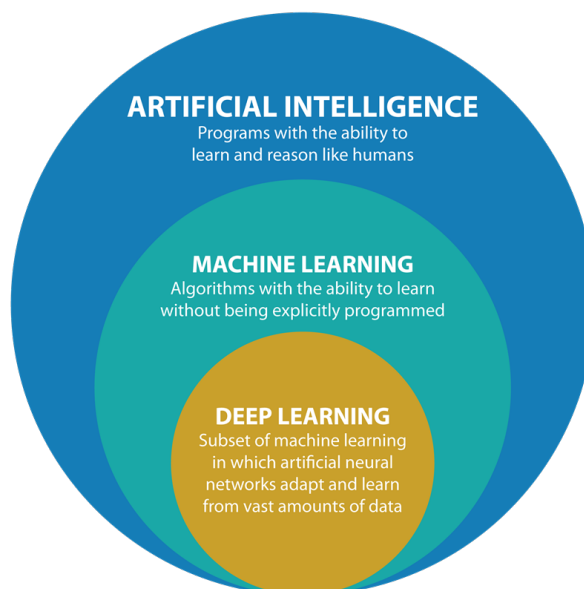 ARTIFICIAL INTELLIGENCE
Programs with the ability to
learn and reason like humans
MACHINE LEARNING
Algorithms with the ability to learn
without being explicitly programmed
DEEP LEARNING
Subset of machine learning
in which artificial neural
networks adapt and learn
from vast amounts of data